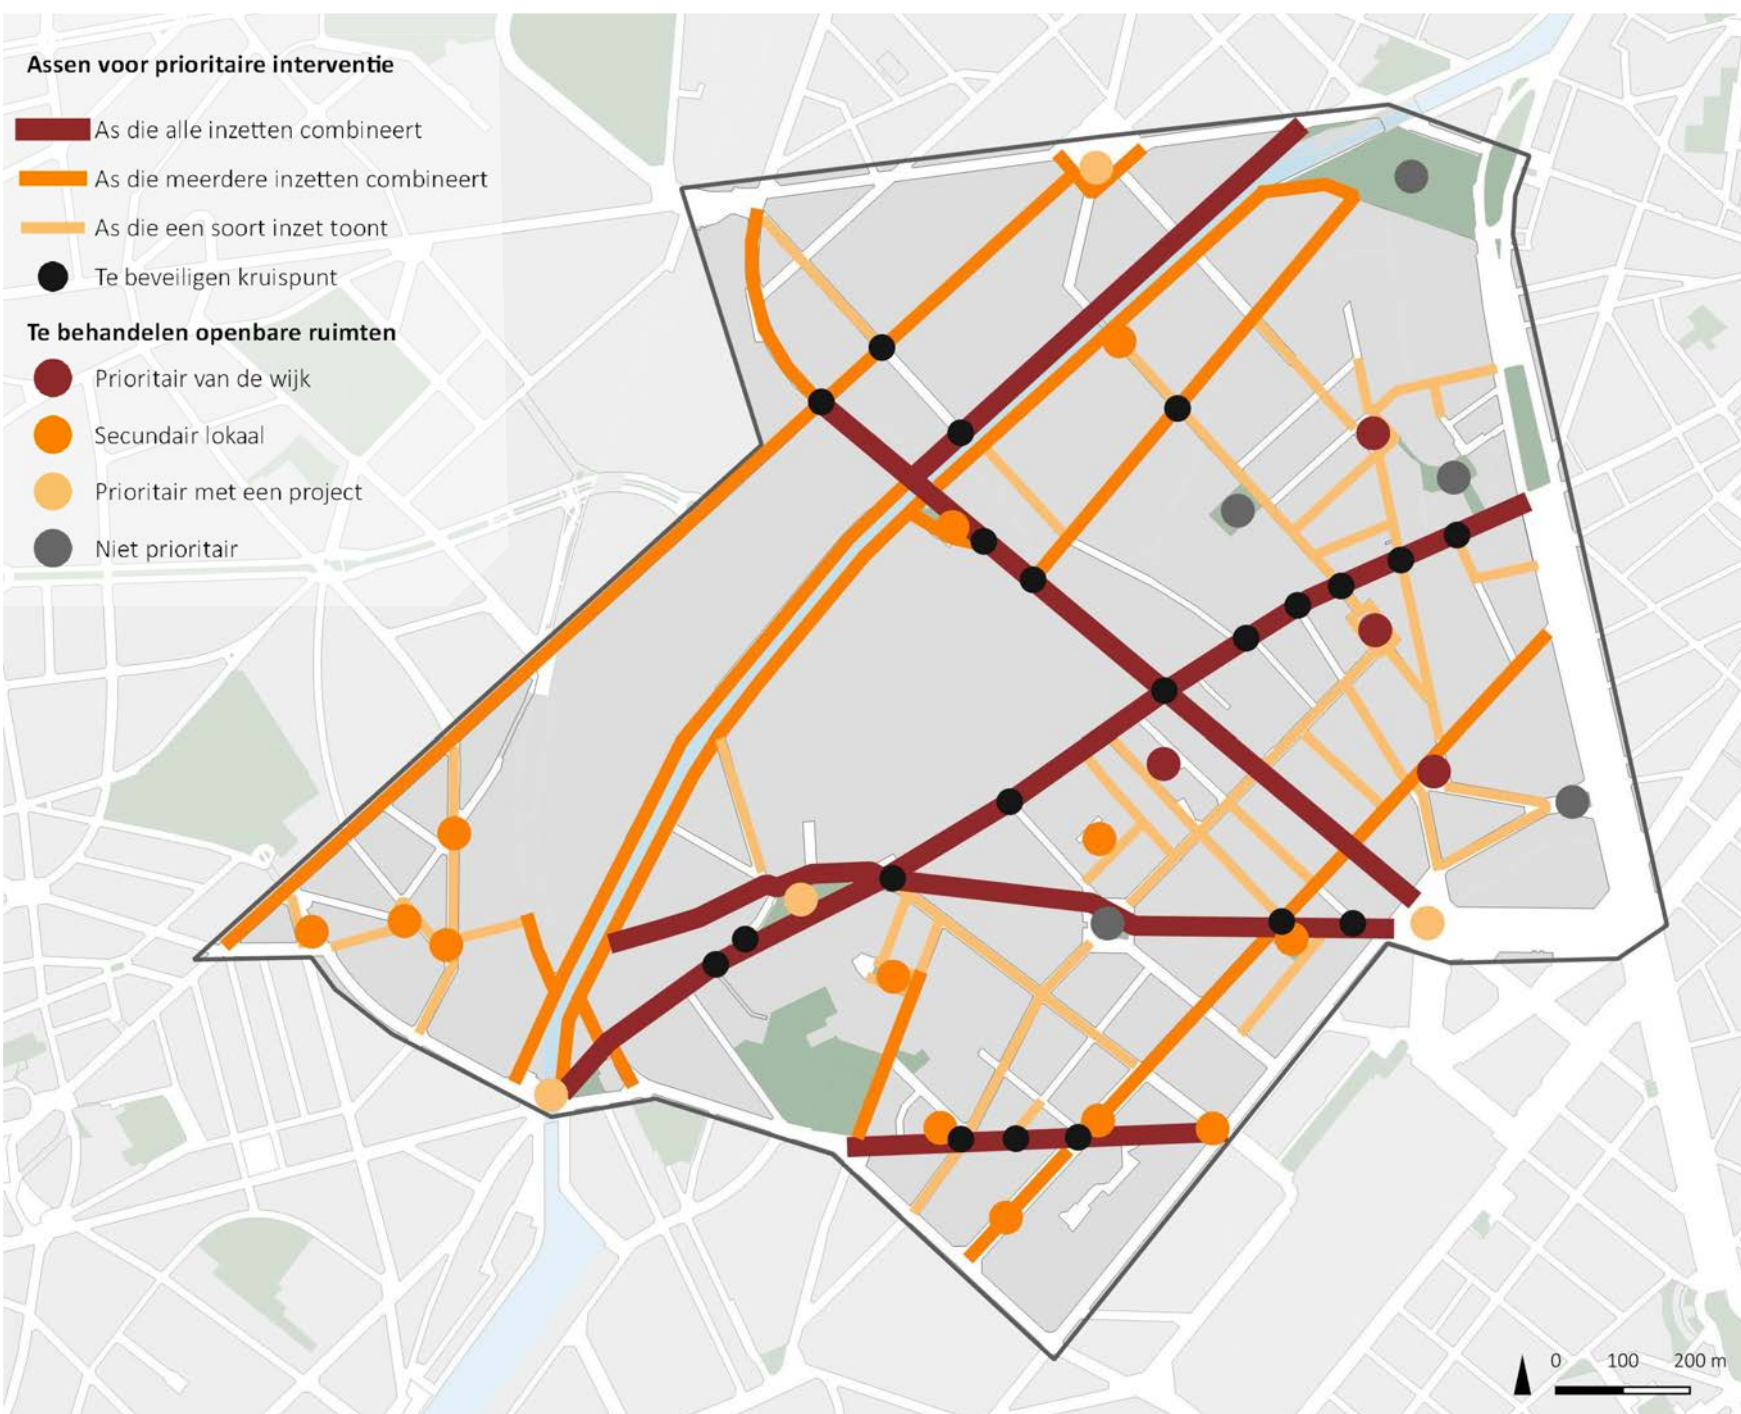 Assen voor prioritaire interventie
As die alle inzetten combineert
As die meerdere inzetten combineert
As die een soort inzet toont
Te beveiligen kruispunt
Te behandelen openbare ruimten
Prioritair van de wijk
Secundair lokaal
Prioritair met een project
Niet prioritair
0 100 200 m